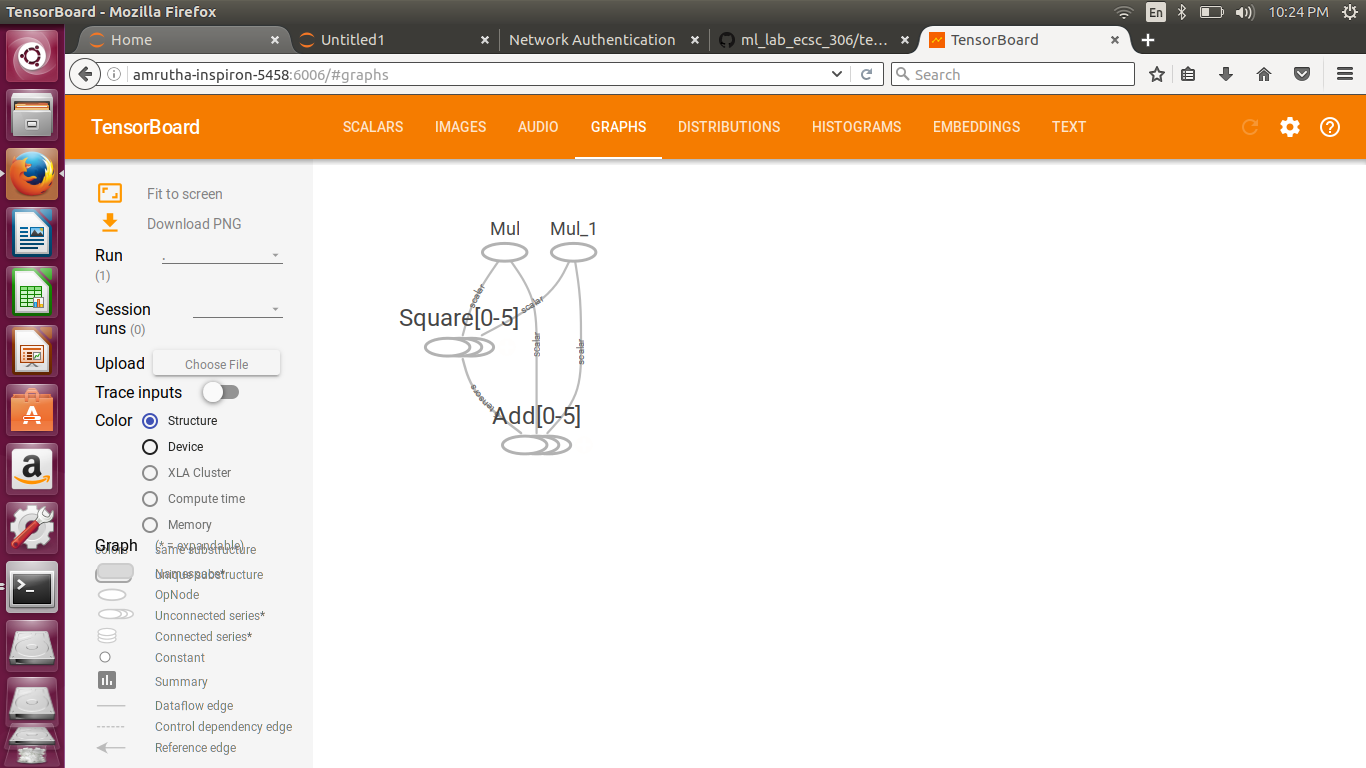 TensorBoard - Mozilla Firefox
En
10:24 PM
Home
Untitled1
Network Authentication
ml_lab_ecsc_306/te...
TensorBoard
amrutha-inspiron-5458:6006/#graphs
Search
TensorBoard
SCALARS
IMAGES
AUDIO
GRAPHS
DISTRIBUTIONS
HISTOGRAMS
EMBEDDINGS
TEXT
Fit to screen
Download PNG
Run
(1)
.
Session
runs (0)
Upload
Choose File
Trace inputs
Color
Structure
Device
XLA Cluster
Compute time
Memory
Graph
(* = expandable)
colors
same substructure
Namespace*
unique substructure
OpNode
Unconnected series*
Connected series*
Constant
Summary
Dataflow edge
Control dependency edge
Reference edge
Mul
Mul_1
scalar
scalar
Square[0-5]
scalar
scalar
tensors
Add[0-5]